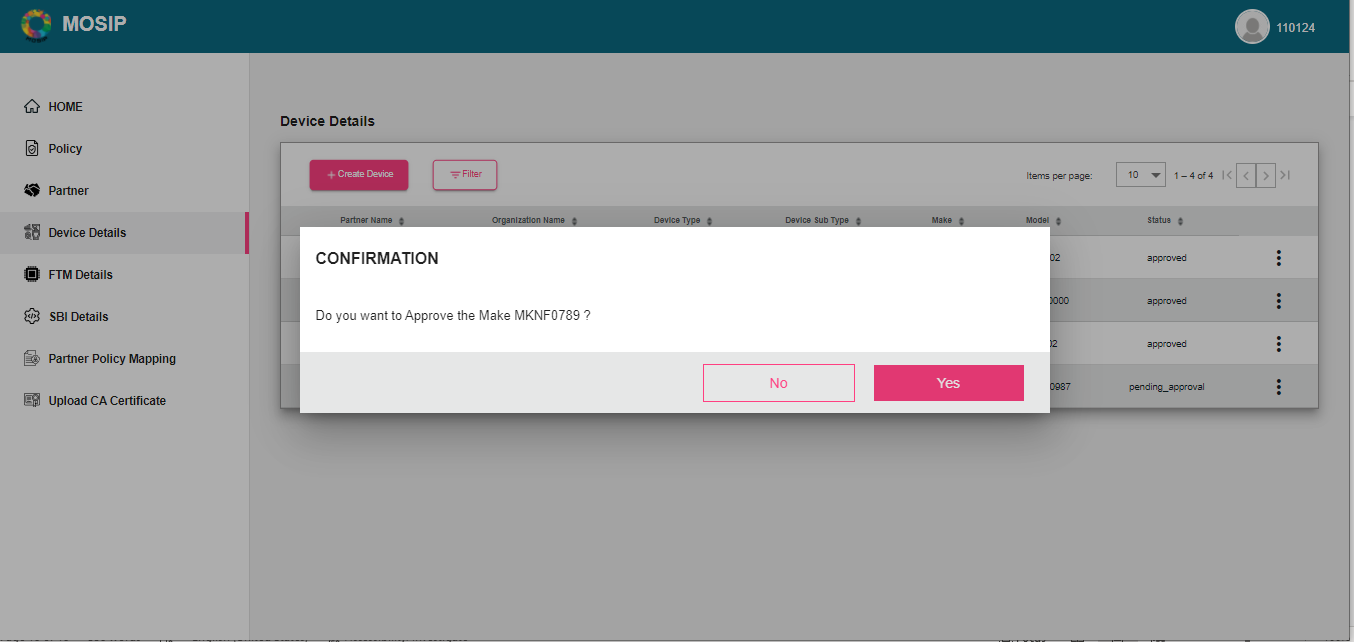 MOSIP
110124
HOME
Policy
Partner
Device Details
FTM Details
SBI Details
Partner Policy Mapping
Upload CA Certificate
Device Details
+ Create Device
Filter
Items per page:
10
1 – 4 of 4
Partner Name
Organization Name
Device Type
Device Sub Type
Make
Model
Status
02
approved
0000
approved
02
approved
0987
pending_approval
CONFIRMATION
Do you want to Approve the Make MKNF0789 ?
No
Yes